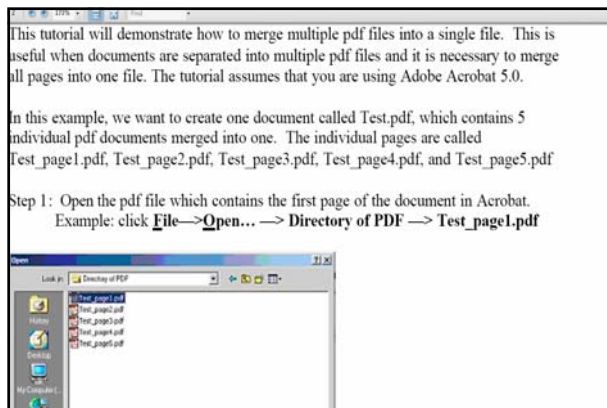 2
171%
Find
This tutorial will demonstrate how to merge multiple pdf files into a single file.  This is
useful when documents are separated into multiple pdf files and it is necessary to merge
all pages into one file. The tutorial assumes that you are using Adobe Acrobat 5.0.
In this example, we want to create one document called Test.pdf, which contains 5
individual pdf documents merged into one.  The individual pages are called
Test_page1.pdf, Test_page2.pdf, Test_page3.pdf, Test_page4.pdf, and Test_page5.pdf
Step 1:  Open the pdf file which contains the first page of the document in Acrobat.
Example: click File—>Open… —> Directory of PDF —> Test_page1.pdf
Open
Look in: Directory of PDF
Test_page1.pdf
Test_page2.pdf
Test_page3.pdf
Test_page4.pdf
Test_page5.pdf
History
Desktop
My Computer (...